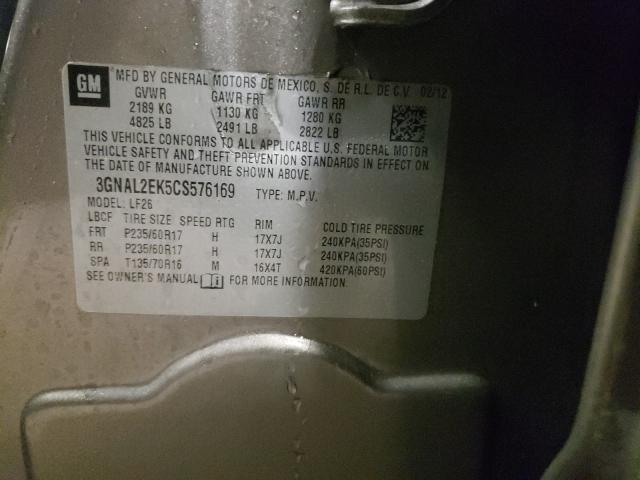 GM
MFD BY GENERAL MOTORS DE MEXICO, S. DE R.L. DE C.V. 02/12
GVWR GAWR FRT GAWR RR
2189 KG 1130 KG 1280 KG
4825 LB 2491 LB 2822 LB
THIS VEHICLE CONFORMS TO ALL APPLICABLE U.S. FEDERAL MOTOR
VEHICLE SAFETY AND THEFT PREVENTION STANDARDS IN EFFECT ON
THE DATE OF MANUFACTURE SHOWN ABOVE.
3GNAL2EK5CS576169 TYPE: M.P.V.
MODEL: LF26
LBCF TIRE SIZE SPEED RTG RIM COLD TIRE PRESSURE
FRT P235/60R17 H 17X7J 240KPA(35PSI)
RR P235/60R17 H 17X7J 240KPA(35PSI)
SPA T135/70R16 M 16X4T 420KPA(60PSI)
SEE OWNER'S MANUAL FOR MORE INFORMATION.